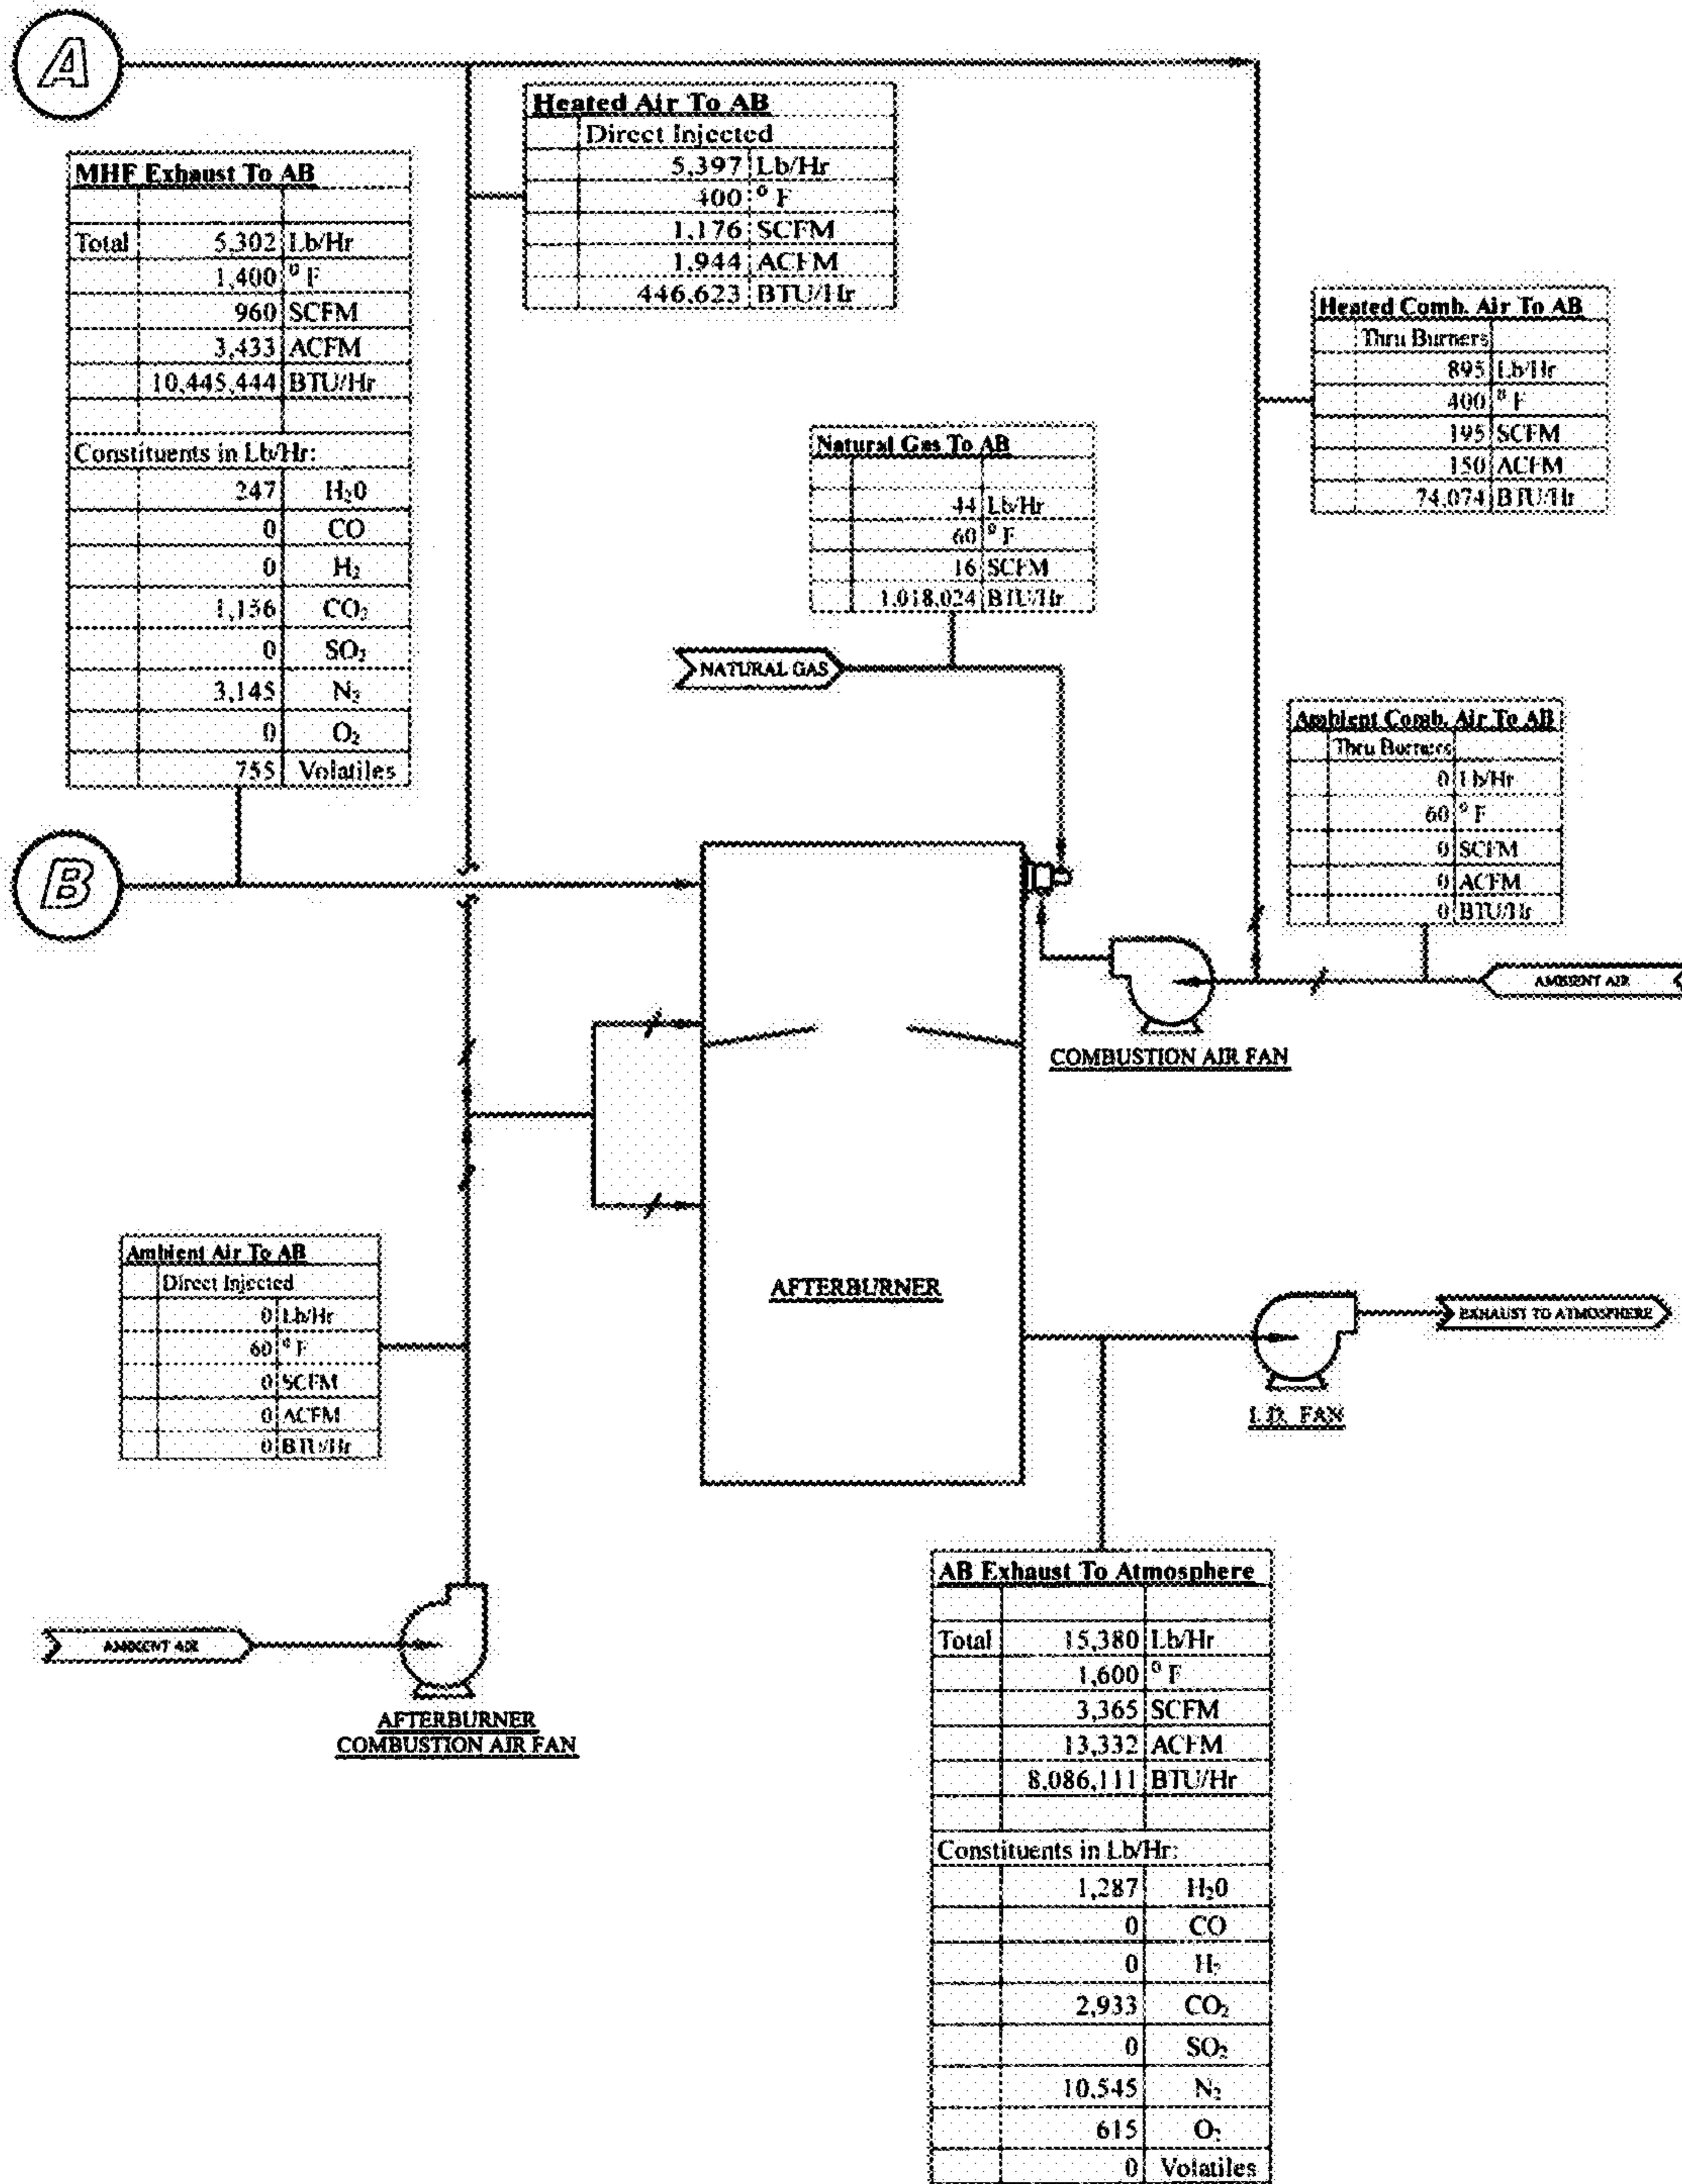 A
Heated Air To AB
Direct Injected
5,397 Lb/Hr
400 º F
1,176 SCFM
1,944 ACFM
446,623 BTU/Hr
MHF Exhaust To AB
Total 5,302 Lb/Hr
1,400 º F
960 SCFM
3,433 ACFM
10,445,444 BTU/Hr
Constituents in Lb/Hr:
247 H₂0
0 CO
0 H₂
1,156 CO₂
0 SO₂
3,145 N₂
0 O₂
755 Volatiles
Heated Comb. Air To AB
Thru Burners
895 Lb/Hr
400 º F
195 SCFM
150 ACFM
74,074 BTU/Hr
Natural Gas To AB
44 Lb/Hr
60 º F
16 SCFM
1,018,024 BTU/Hr
NATURAL GAS
Ambient Comb. Air To AB
Thru Burners
0 Lb/Hr
60 º F
0 SCFM
0 ACFM
0 BTU/Hr
B
AMBIENT AIR
COMBUSTION AIR FAN
Ambient Air To AB
Direct Injected
0 Lb/Hr
60 º F
0 SCFM
0 ACFM
0 BTU/Hr
AFTERBURNER
EXHAUST TO ATMOSPHERE
I.D. FAN
AMBIENT AIR
AFTERBURNER
COMBUSTION AIR FAN
AB Exhaust To Atmosphere
Total 15,380 Lb/Hr
1,600 º F
3,365 SCFM
13,332 ACFM
8,086,111 BTU/Hr
Constituents in Lb/Hr:
1,287 H₂0
0 CO
0 H₂
2,933 CO₂
0 SO₂
10,545 N₂
615 O₂
0 Volatiles